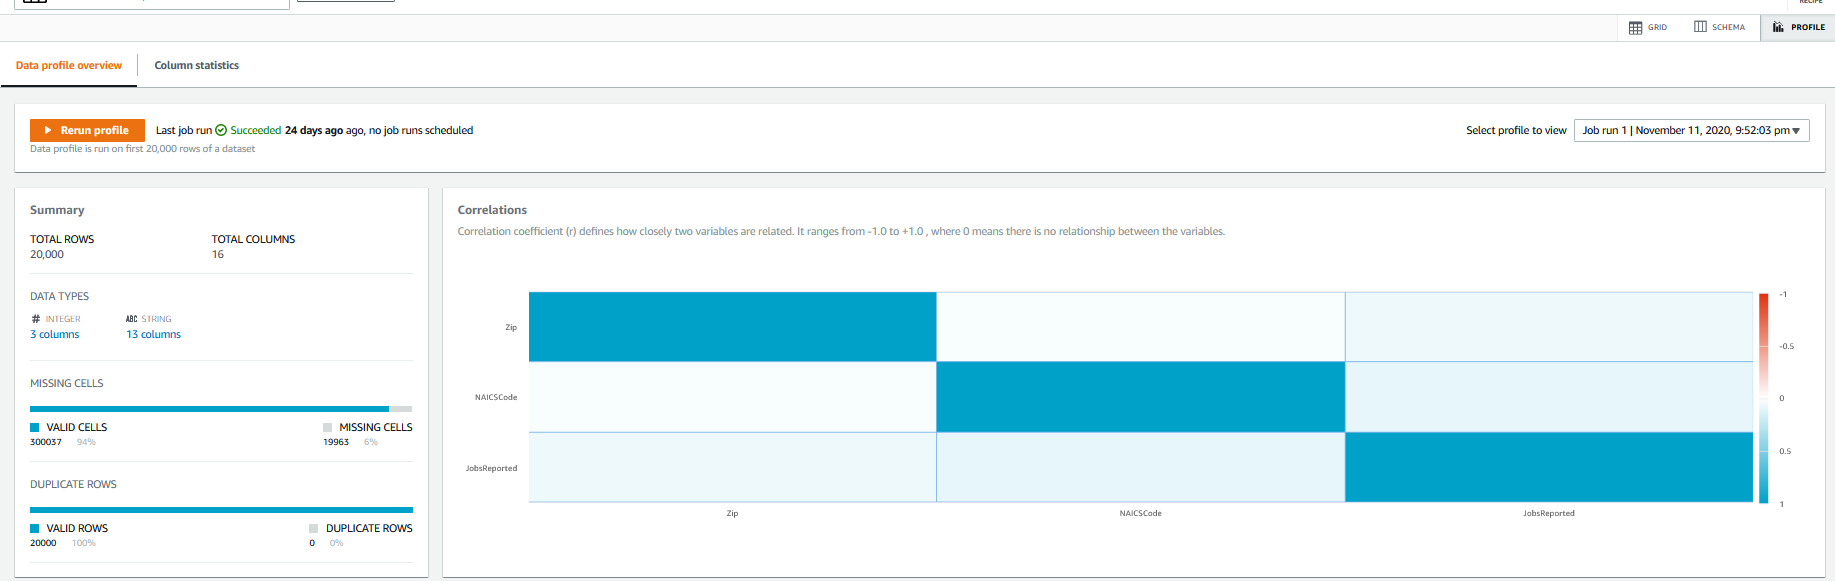 RECIPE
GRID
SCHEMA
PROFILE
Data profile overview
Column statistics
Rerun profile
Last job run Succeeded 24 days ago ago, no job runs scheduled
Data profile is run on first 20,000 rows of a dataset
Select profile to view
Job run 1 | November 11, 2020, 9:52:03 pm
Summary
TOTAL ROWS
20,000
TOTAL COLUMNS
16
DATA TYPES
# INTEGER
3 columns
ABC STRING
13 columns
MISSING CELLS
VALID CELLS
300037 94%
MISSING CELLS
19963 6%
DUPLICATE ROWS
VALID ROWS
20000 100%
DUPLICATE ROWS
0 0%
Correlations
Correlation coefficient (r) defines how closely two variables are related. It ranges from -1.0 to +1.0 , where 0 means there is no relationship between the variables.
Zip
NAICSCode
JobsReported
Zip
NAICSCode
JobsReported
-1
-0.5
0
0.5
1